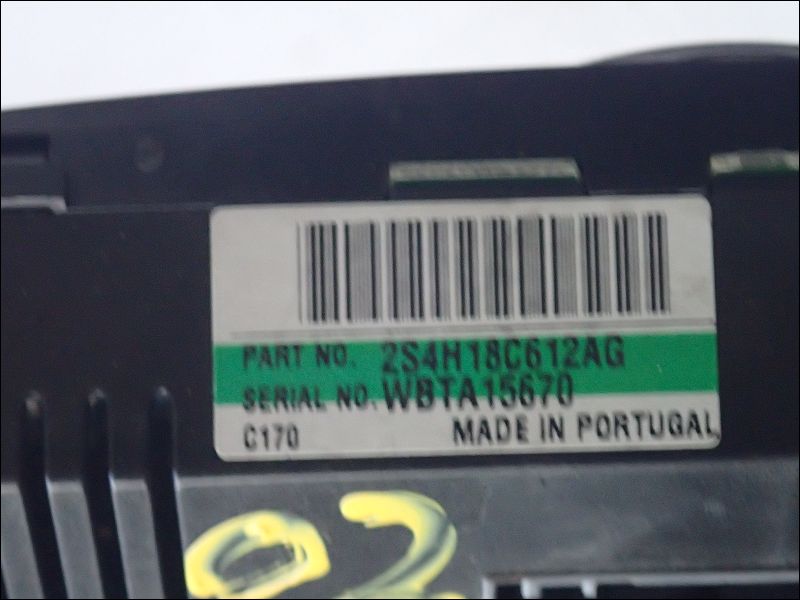 PART NO. 2S4H18C612AG
SERIAL NO. WBTA15670
C170 MADE IN PORTUGAL